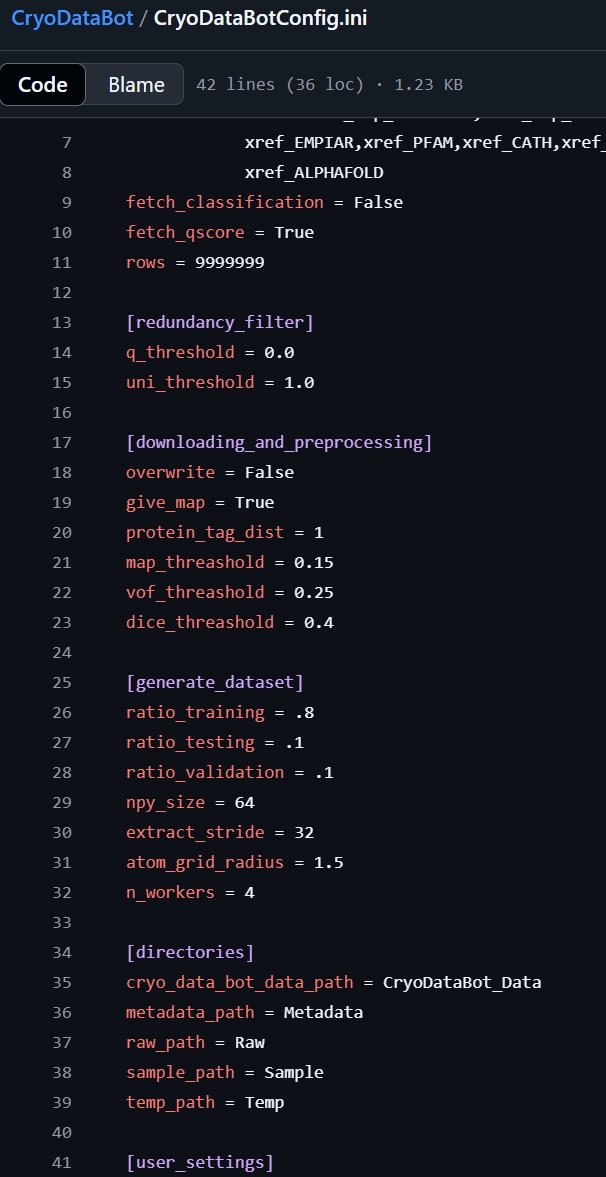 CryoDataBot / CryoDataBotConfig.ini
Code Blame 42 lines (36 loc) · 1.23 KB
7 xref_EMPIAR,xref_PFAM,xref_CATH,xref_
8 xref_ALPHAFOLD
9 fetch_classification = False
10 fetch_qscore = True
11 rows = 9999999
12
13 [redundancy_filter]
14 q_threshold = 0.0
15 uni_threshold = 1.0
16
17 [downloading_and_preprocessing]
18 overwrite = False
19 give_map = True
20 protein_tag_dist = 1
21 map_threashold = 0.15
22 vof_threashold = 0.25
23 dice_threashold = 0.4
24
25 [generate_dataset]
26 ratio_training = .8
27 ratio_testing = .1
28 ratio_validation = .1
29 npy_size = 64
30 extract_stride = 32
31 atom_grid_radius = 1.5
32 n_workers = 4
33
34 [directories]
35 cryo_data_bot_data_path = CryoDataBot_Data
36 metadata_path = Metadata
37 raw_path = Raw
38 sample_path = Sample
39 temp_path = Temp
40
41 [user_settings]